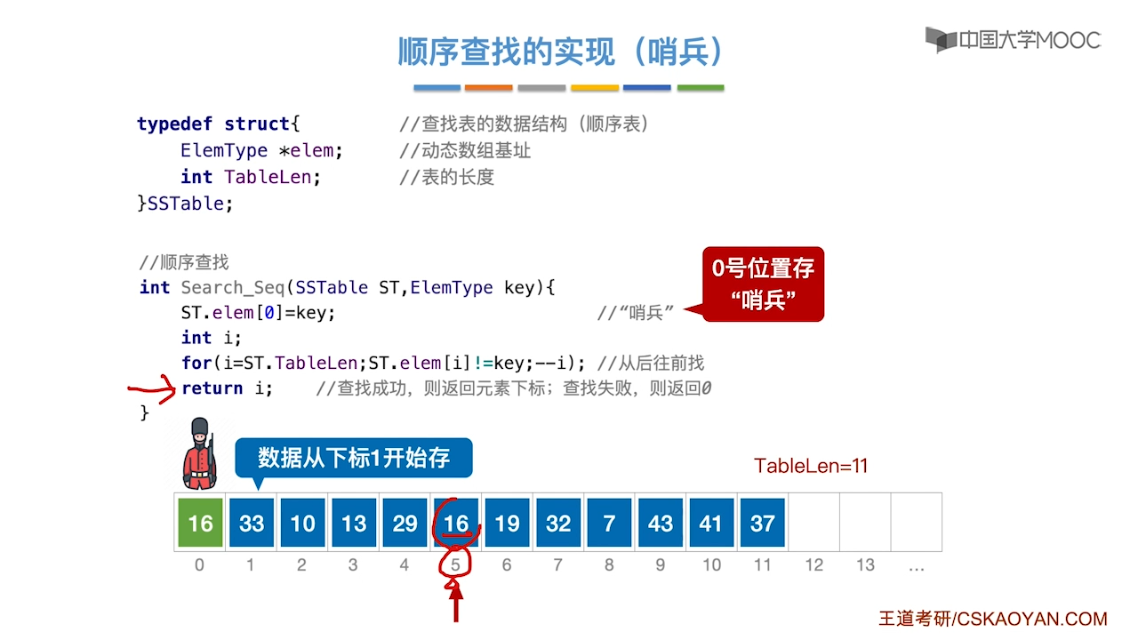 顺序查找的实现（哨兵）
中国大学MOOC
typedef struct{ //查找表的数据结构（顺序表）
ElemType *elem; //动态数组基址
int TableLen; //表的长度
}SSTable;
//顺序查找
int Search_Seq(SSTable ST,ElemType key){
ST.elem[0]=key; //“哨兵”
0号位置存
“哨兵”
int i;
for(i=ST.TableLen;ST.elem[i]!=key;--i); //从后往前找
return i; //查找成功，则返回元素下标；查找失败，则返回0
}
数据从下标1开始存
TableLen=11
16 33 10 13 29 16 19 32 7 43 41 37
0 1 2 3 4 5 6 7 8 9 10 11 12 13 ...
王道考研/CSKAOYAN.COM